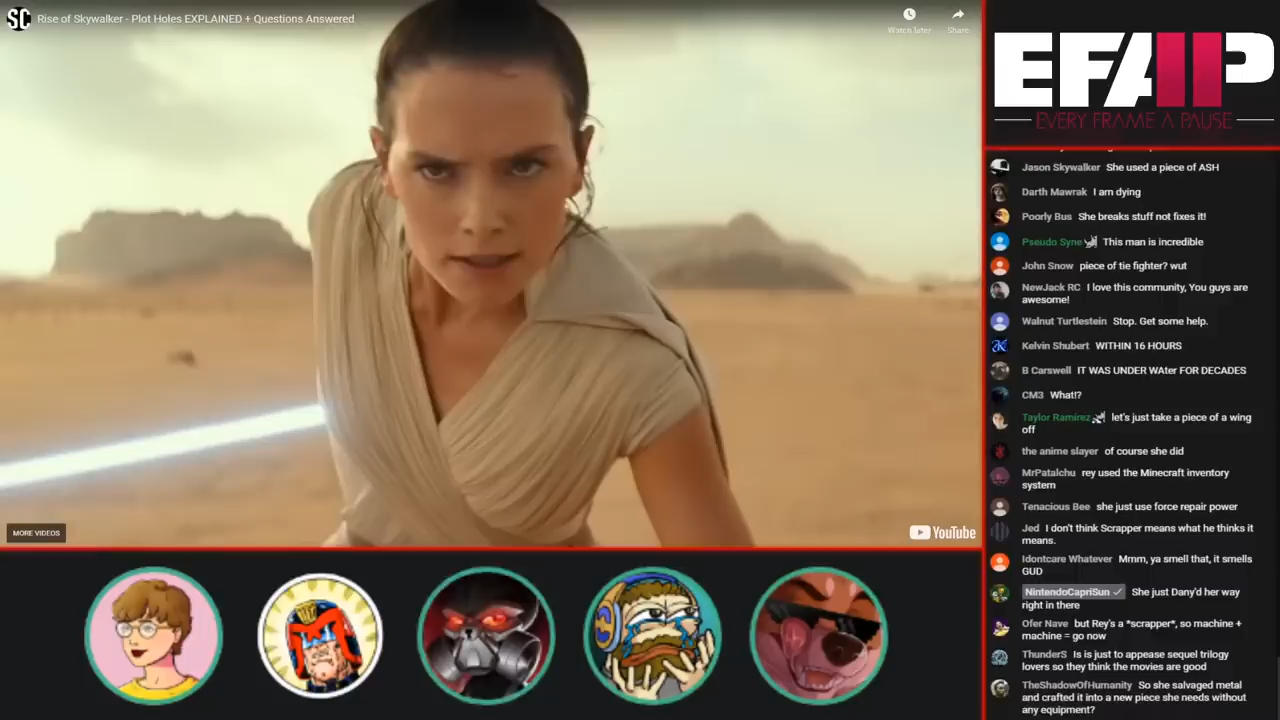 SC
Rise of Skywalker - Plot Holes EXPLAINED + Questions Answered
Watch later
Share
MORE VIDEOS
YouTube
EFAP
EVERY FRAME A PAUSE
Jason Skywalker She used a piece of ASH
Darth Mawrak I am dying
Poorly Bus She breaks stuff not fixes it!
Pseudo Syne This man is incredible
John Snow piece of tie fighter? wut
NewJack RC I love this community, You guys are
awesome!
Walnut Turtlestein Stop. Get some help.
Kelvin Shubert WITHIN 16 HOURS
B Carswell IT WAS UNDER WAter FOR DECADES
CM3 What!?
Taylor Ramirez let's just take a piece of a wing
off
the anime slayer of course she did
MrPatalchu rey used the Minecraft inventory
system
Tenacious Bee she just use force repair power
Jed I don't think Scrapper means what he thinks it
means.
Idontcare Whatever Mmm, ya smell that, it smells
GUD
NintendoCapriSun ✓ She just Dany'd her way
right in there
Ofer Nave but Rey's a *scrapper*, so machine +
machine = go now
ThunderS Is is just to appease sequel trilogy
lovers so they think the movies are good
TheShadowOfHumanity So she salvaged metal
and crafted it into a new piece she needs without
any equipment?